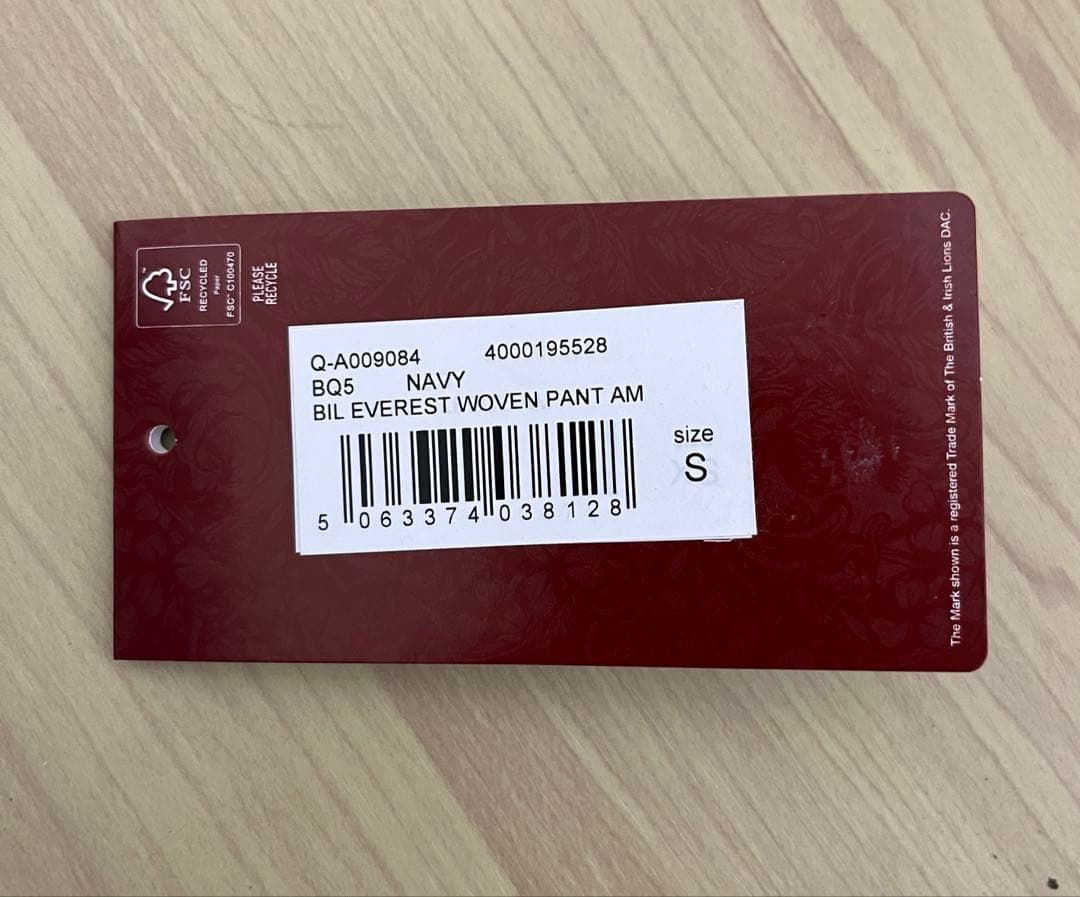 FSC
RECYCLED
Paper
FSC™ C100470
PLEASE
RECYCLE
Q-A009084 4000195528
BQ5 NAVY
BIL EVEREST WOVEN PANT AM
5 063374 038128
size
S
The Mark shown is a registered Trade Mark of The British & Irish Lions DAC.